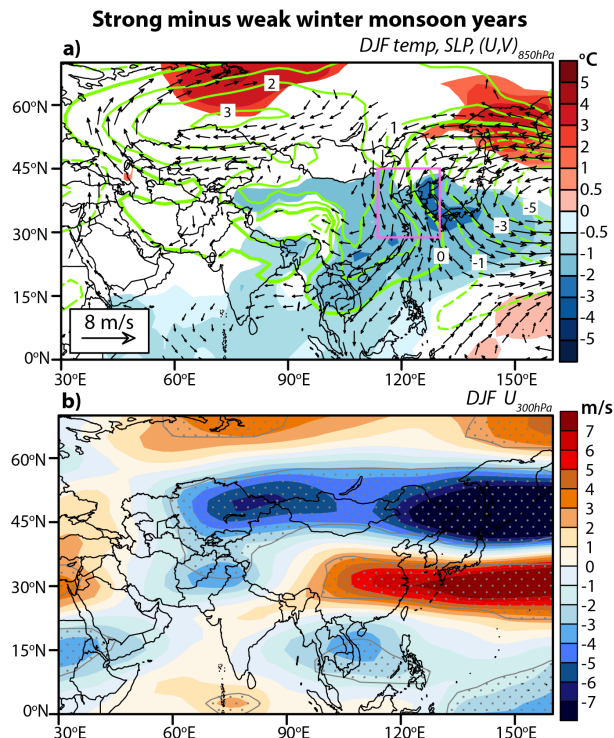 Strong minus weak winter monsoon years
a) DJF temp, SLP, (U,V)850hPa
°C
60°N
45°N
30°N
15°N
0°N
5
4
3
2
1
0.5
0
-0.5
-1
-2
-3
-4
-5
2
3
-5
-3
-1
0
8 m/s
30°E 60°E 90°E 120°E 150°E
b) DJF U300hPa
m/s
60°N
45°N
30°N
15°N
0°N
7
6
5
4
3
2
1
0
-1
-2
-3
-4
-5
-6
-7
30°E 60°E 90°E 120°E 150°E